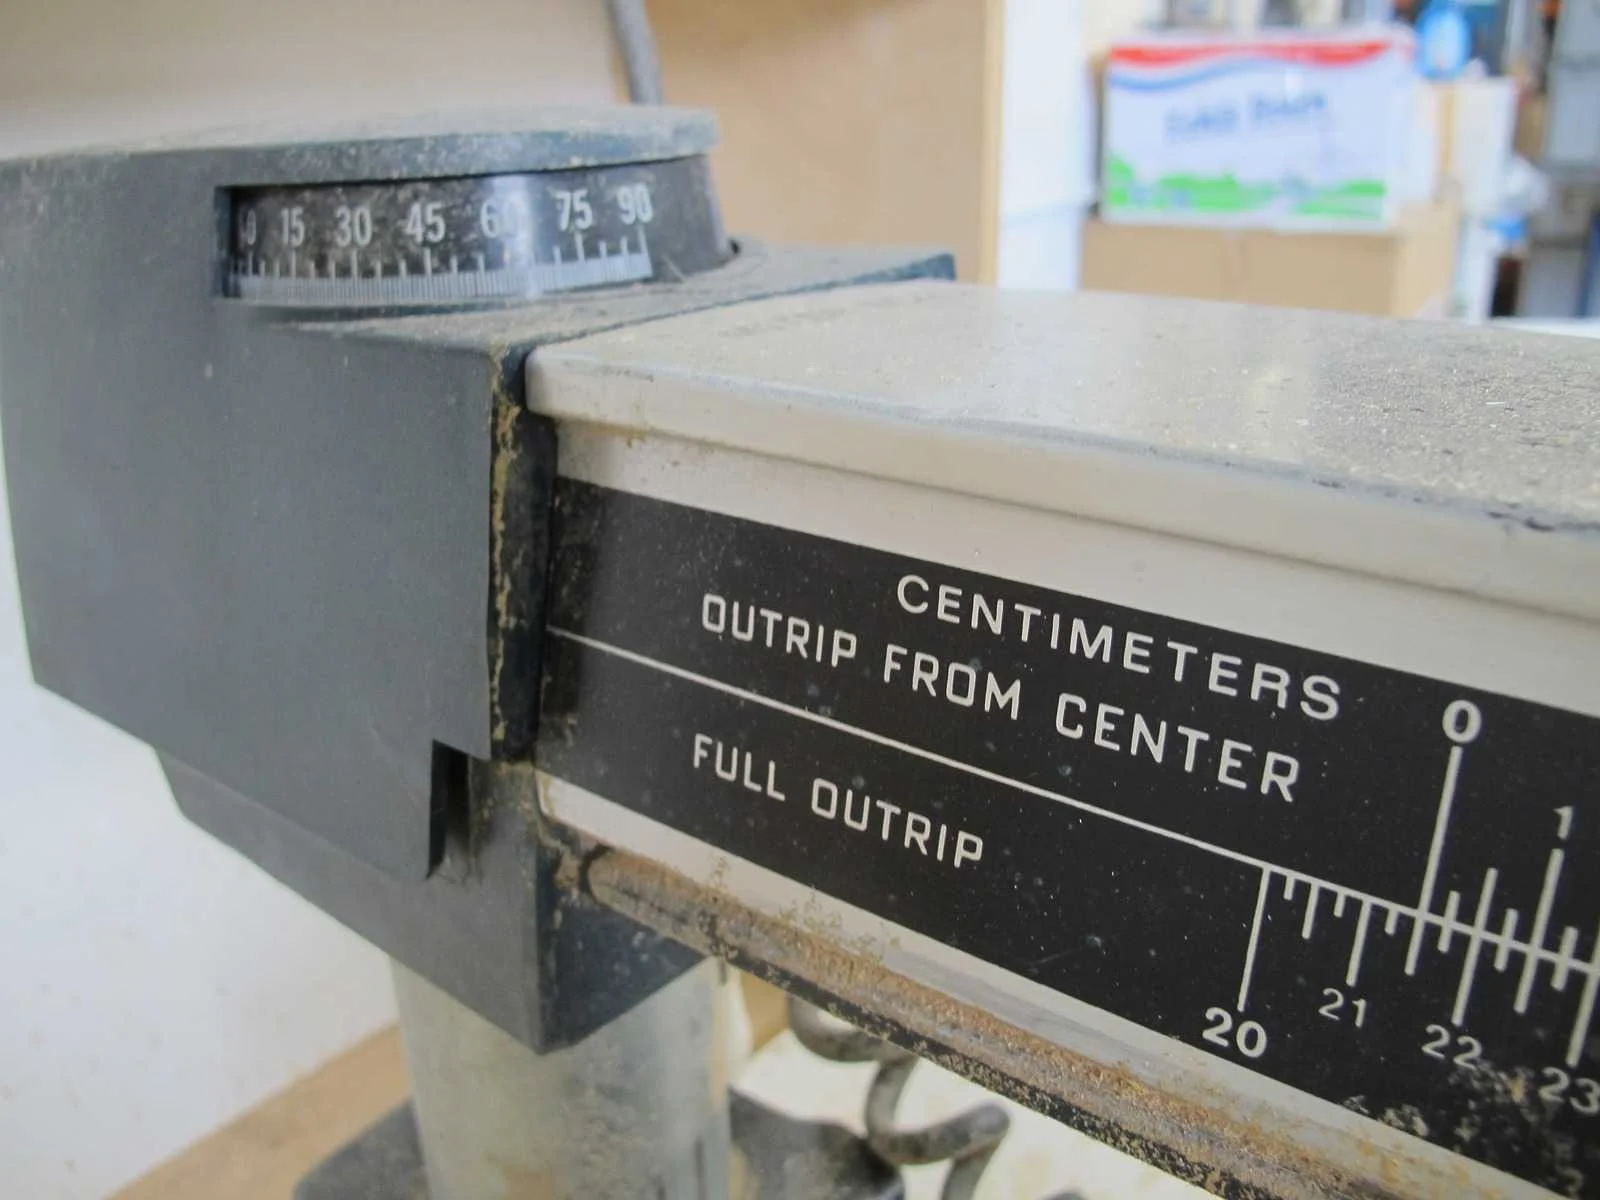 0 15 30 45 60 75 90
CENTIMETERS
OUTRIP FROM CENTER
0 1
FULL OUTRIP
20 21 22 23